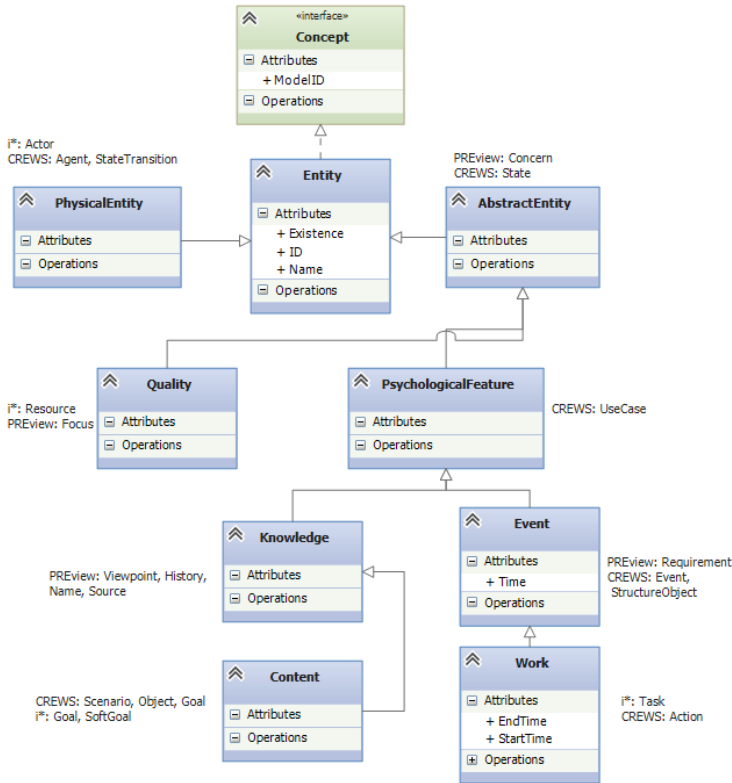 «interface»
Concept
Attributes
+ ModelID
Operations
i*: Actor
CREWS: Agent, StateTransition
PREview: Concern
CREWS: State
PhysicalEntity
Attributes
Operations
Entity
Attributes
+ Existence
+ ID
+ Name
Operations
AbstractEntity
Attributes
Operations
i*: Resource
PREview: Focus
Quality
Attributes
Operations
PsychologicalFeature
Attributes
Operations
CREWS: UseCase
PREview: Viewpoint, History,
Name, Source
Knowledge
Attributes
Operations
Event
Attributes
+ Time
Operations
PREview: Requirement
CREWS: Event,
StructureObject
CREWS: Scenario, Object, Goal
i*: Goal, SoftGoal
Content
Attributes
Operations
Work
Attributes
+ EndTime
+ StartTime
Operations
i*: Task
CREWS: Action